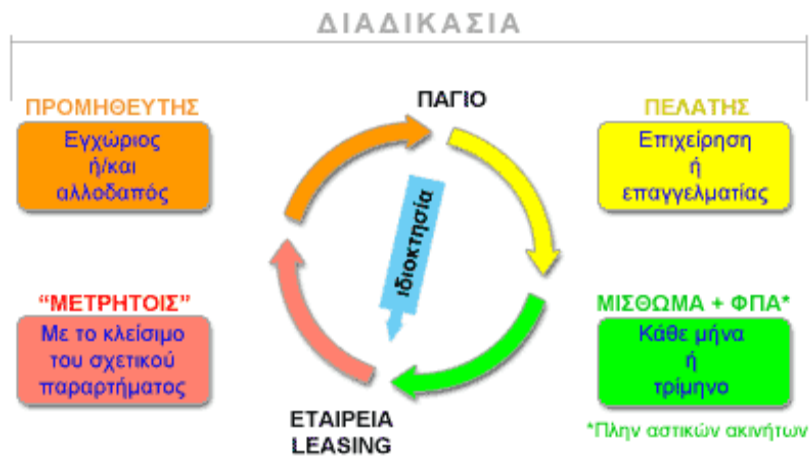 ΔΙΑΔΙΚΑΣΙΑ
ΠΡΟΜΗΘΕΥΤΗΣ
Εγχώριος
ή/και
αλλοδαπός
ΠΑΓΙΟ
ΠΕΛΑΤΗΣ
Επιχείρηση
ή
επαγγελματίας
Ιδιοκτησία
“ΜΕΤΡΗΤΟΙΣ”
Με το κλείσιμο
του σχετικού
παραρτήματος
ΕΤΑΙΡΕΙΑ
LEASING
ΜΙΣΘΩΜΑ + ΦΠΑ*
Κάθε μήνα
ή
τρίμηνο
*Πλην αστικών ακινήτων